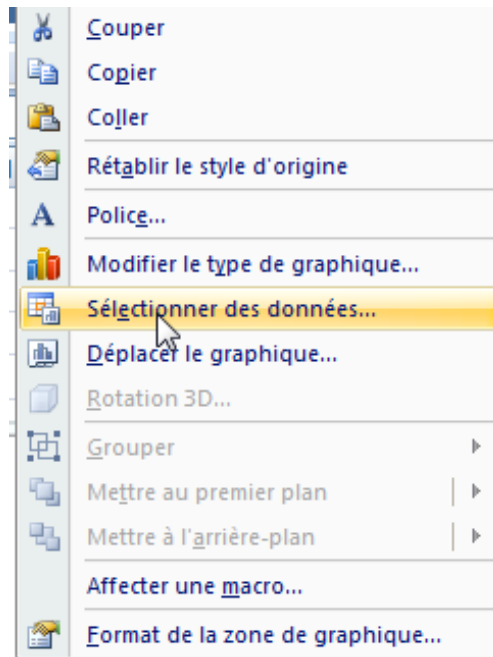 Couper
Copier
Coller
Rétablir le style d'origine
Police...
Modifier le type de graphique...
Sélectionner des données...
Déplacer le graphique...
Rotation 3D...
Grouper
Mettre au premier plan
Mettre à l'arrière-plan
Affecter une macro...
Format de la zone de graphique...